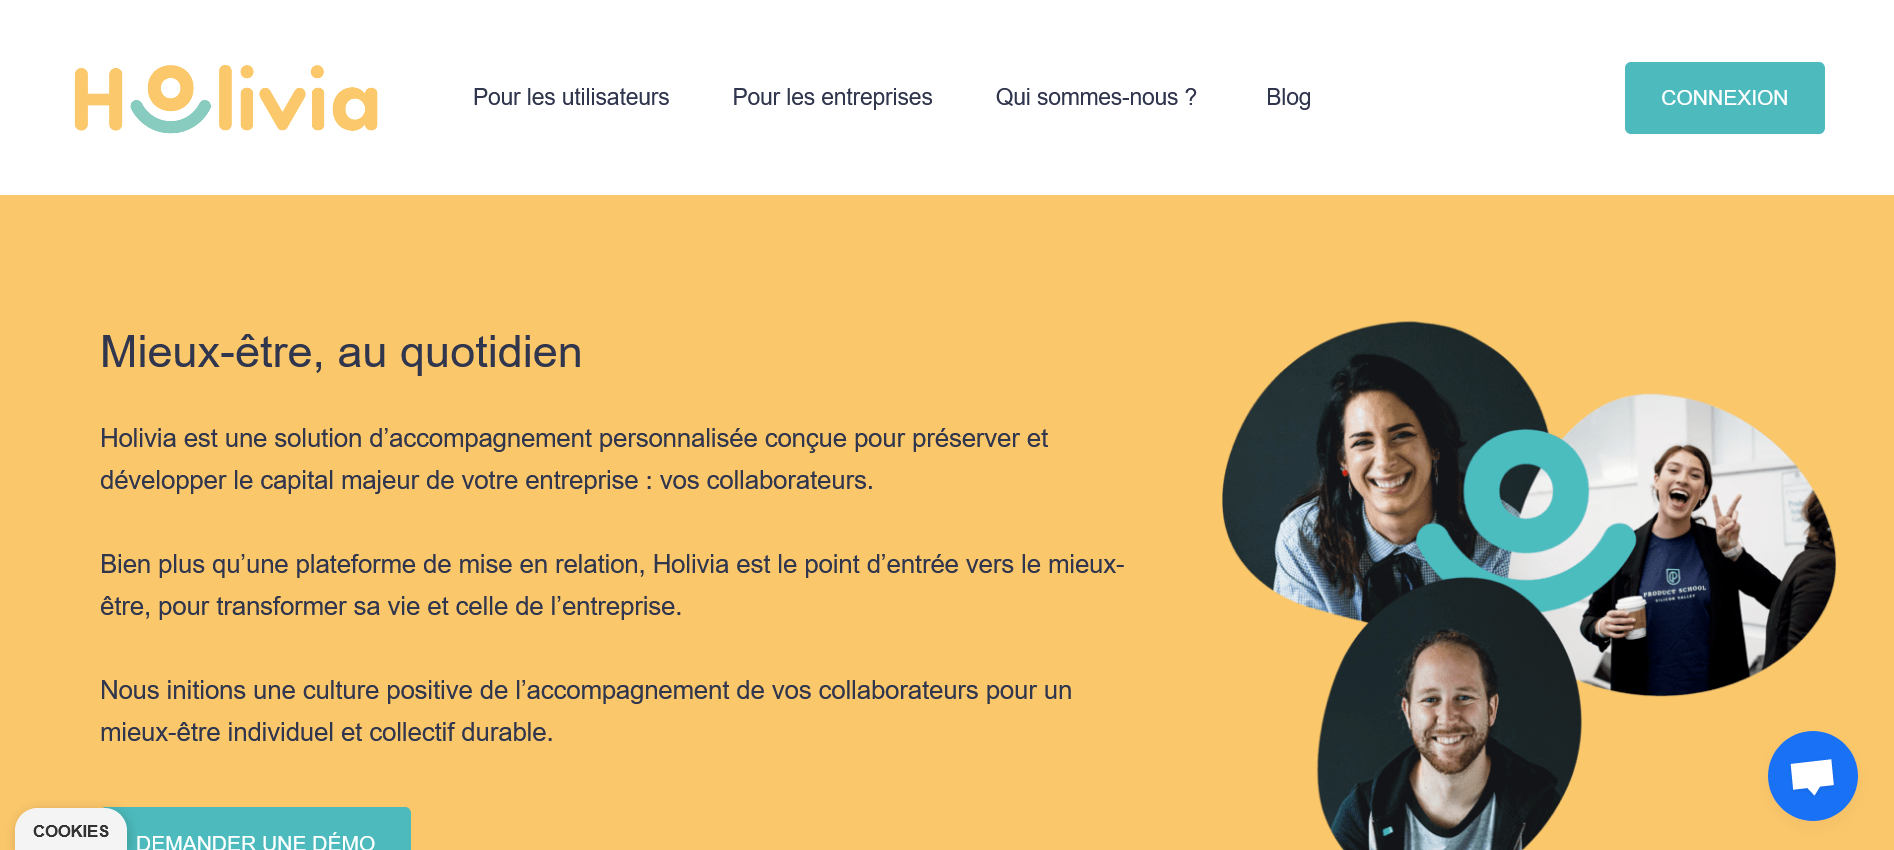 Holivia
Pour les utilisateurs
Pour les entreprises
Qui sommes-nous ?
Blog
CONNEXION
Mieux-être, au quotidien
Holivia est une solution d’accompagnement personnalisée conçue pour préserver et
développer le capital majeur de votre entreprise : vos collaborateurs.
Bien plus qu’une plateforme de mise en relation, Holivia est le point d’entrée vers le mieux-
être, pour transformer sa vie et celle de l’entreprise.
Nous initions une culture positive de l’accompagnement de vos collaborateurs pour un
mieux-être individuel et collectif durable.
PRODUCT SCHOOL
SILICON VALLEY
COOKIES
DEMANDER UNE DÉMO